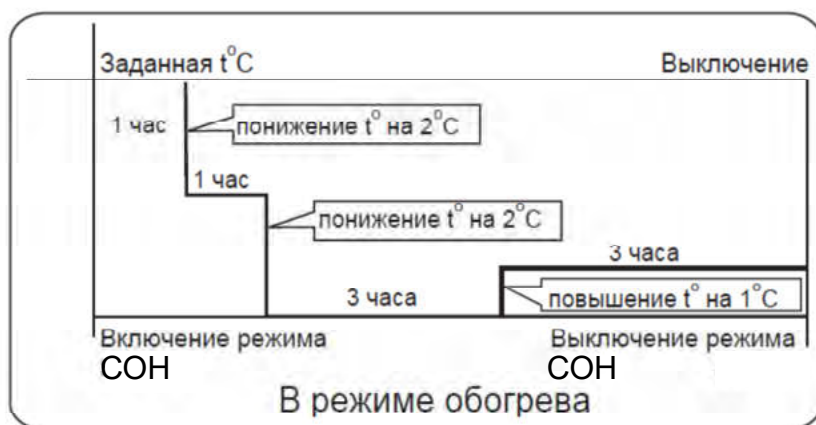 Заданная t°C
Выключение
1 час
понижение t° на 2°C
1 час
понижение t° на 2°C
3 часа
3 часа
повышение t° на 1°C
Включение режима
СОН
Выключение режима
СОН
В режиме обогрева